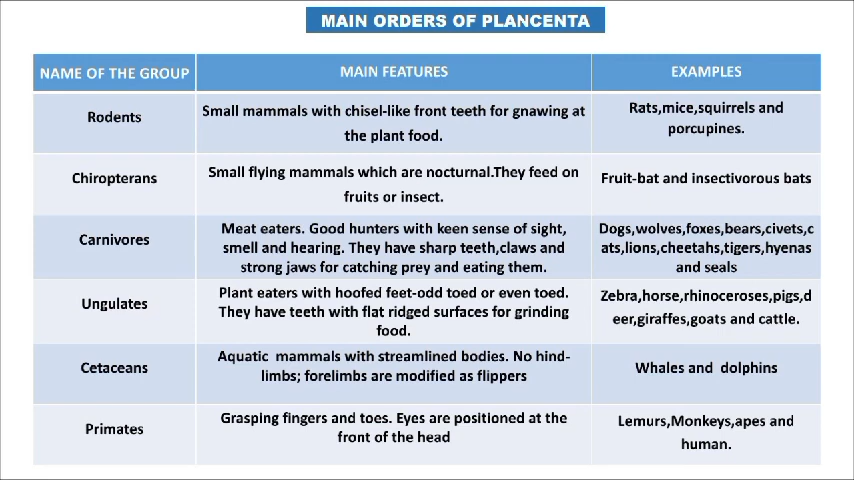 MAIN ORDERS OF PLANCENTA
NAME OF THE GROUP
MAIN FEATURES
EXAMPLES
Rodents
Small mammals with chisel-like front teeth for gnawing at
the plant food.
Rats,mice,squirrels and
porcupines.
Chiropterans
Small flying mammals which are nocturnal.They feed on
fruits or insect.
Fruit-bat and insectivorous bats
Carnivores
Meat eaters. Good hunters with keen sense of sight,
smell and hearing. They have sharp teeth,claws and
strong jaws for catching prey and eating them.
Dogs,wolves,foxes,bears,civets,c
ats,lions,cheetahs,tigers,hyenas
and seals
Ungulates
Plant eaters with hoofed feet-odd toed or even toed.
They have teeth with flat ridged surfaces for grinding
food.
Zebra,horse,rhinoceroses,pigs,d
eer,giraffes,goats and cattle.
Cetaceans
Aquatic mammals with streamlined bodies. No hind-
limbs; forelimbs are modified as flippers
Whales and dolphins
Primates
Grasping fingers and toes. Eyes are positioned at the
front of the head
Lemurs,Monkeys,apes and
human.